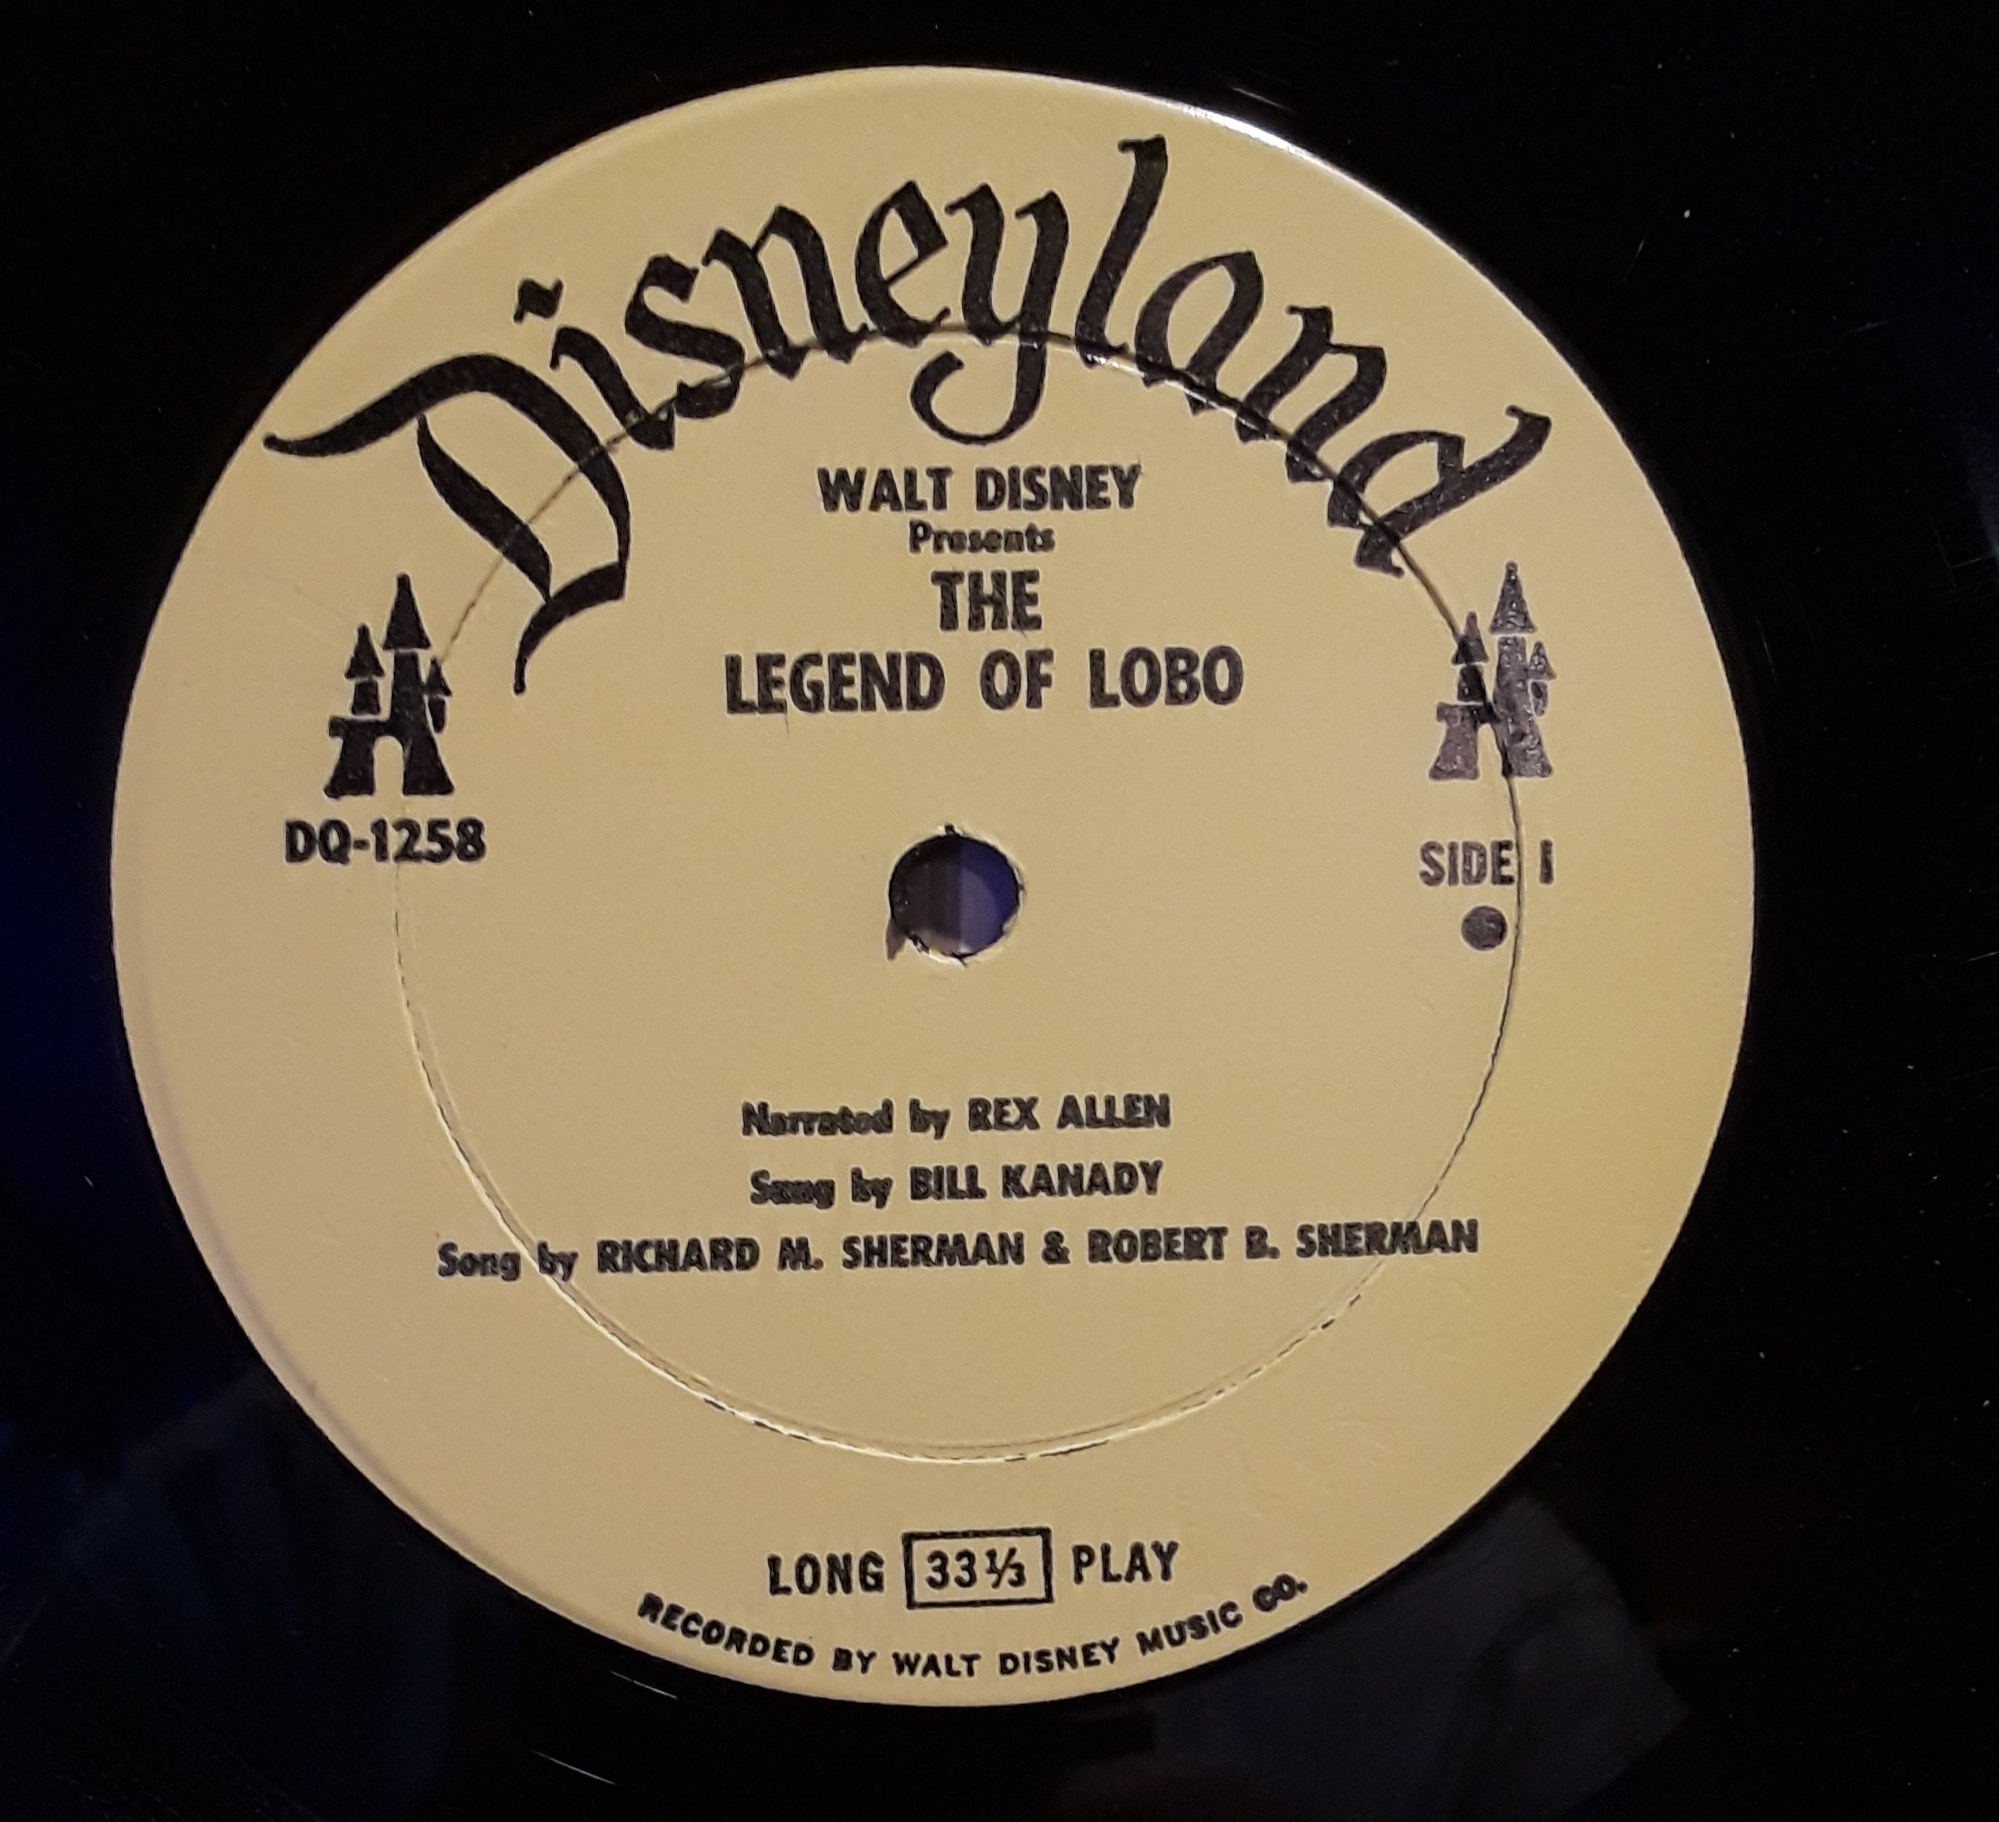 Disneyland
WALT DISNEY
Presents
THE
LEGEND OF LOBO
DQ-1258
SIDE 1
Narrated by REX ALLEN
Sung by BILL KANADY
Song by RICHARD M. SHERMAN & ROBERT B. SHERMAN
LONG 33⅓ PLAY
RECORDED BY WALT DISNEY MUSIC CO.